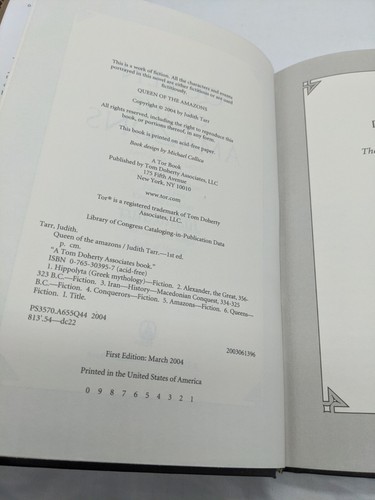 This is a work of fiction. All the characters and events
portrayed in this novel are either fictitious or are used
fictitiously.
QUEEN OF THE AMAZONS
Copyright © 2004 by Judith Tarr
All rights reserved, including the right to reproduce this
book, or portions thereof, in any form.
This book is printed on acid-free paper.
Book design by Michael Collica
A Tor Book
Published by Tom Doherty Associates, LLC
175 Fifth Avenue
New York, NY 10010
www.tor.com
Tor® is a registered trademark of Tom Doherty
Associates, LLC.
Library of Congress Cataloging-in-Publication Data
Tarr, Judith.
Queen of the amazons / Judith Tarr.—1st ed.
p. cm.
"A Tom Doherty Associates book."
ISBN 0-765-30395-7 (acid-free)
1. Hippolyta (Greek mythology)—Fiction. 2. Alexander, the Great, 356-
323 B.C.—Fiction. 3. Iran—History—Macedonian Conquest, 334-325
B.C.—Fiction. 4. Conquerors—Fiction. 5. Amazons—Fiction. 6. Queens—
Fiction. I. Title.
PS3570.A655Q44 2004
813'.54—dc22
2003061396
First Edition: March 2004
Printed in the United States of America
0 9 8 7 6 5 4 3 2 1